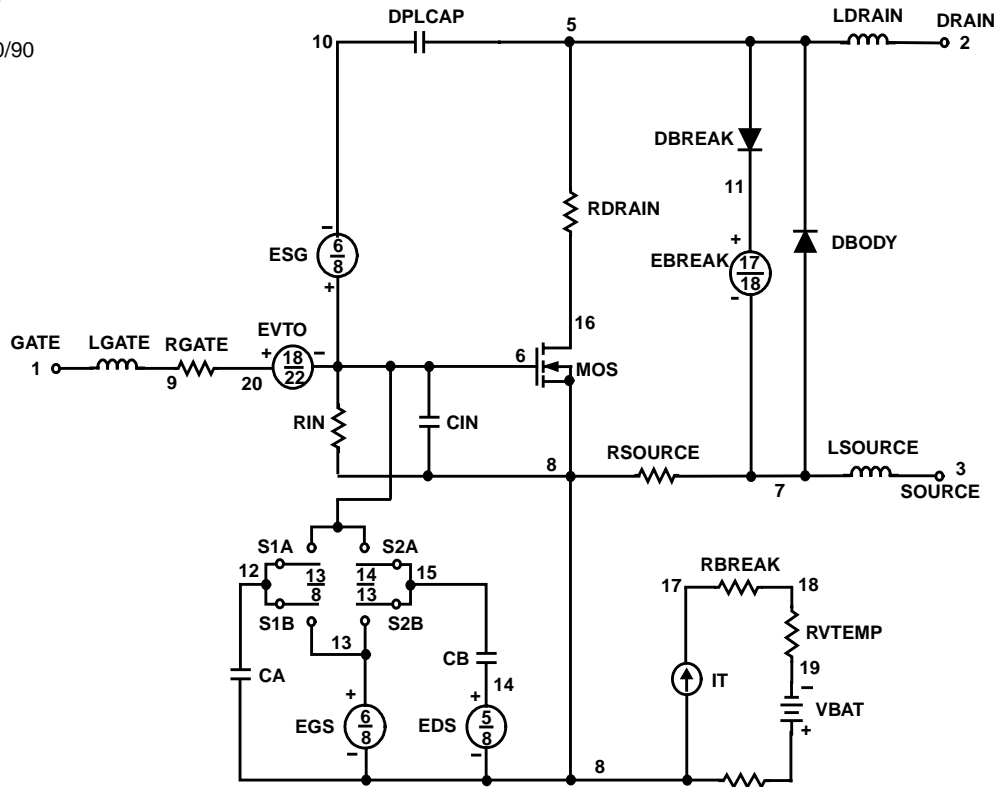 DPLCAP
5
LDRAIN
DRAIN
10
2
0/90
DBREAK
11
RDRAIN
ESG
6
8
+
−
EBREAK
+
17
18
−
DBODY
16
GATE
1
LGATE
RGATE
9
20
EVTO
+
18
22
−
6
MOS
RIN
CIN
8
RSOURCE
LSOURCE
7
3
SOURCE
S1A
S2A
12
13
8
14
13
15
S1B
S2B
13
CA
CB
14
+
EGS
6
8
−
+
EDS
5
8
−
8
17
RBREAK
18
RVTEMP
19
IT
−
VBAT
+